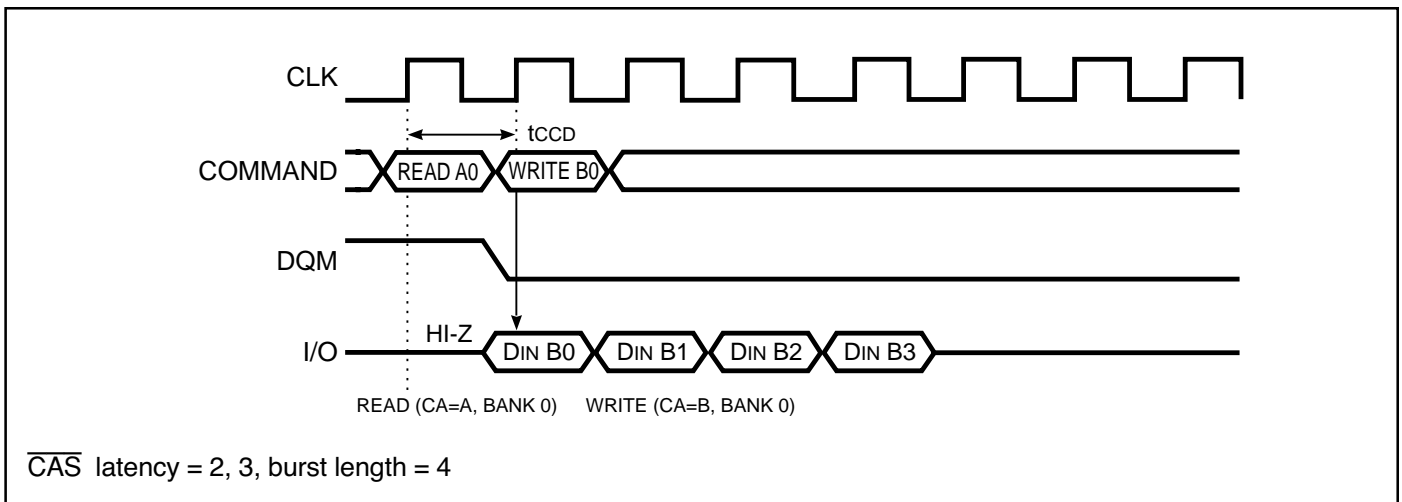 CLK
tCCD
COMMAND
READ A0 WRITE B0
DQM
HI-Z
I/O
DIN B0 DIN B1 DIN B2 DIN B3
READ (CA=A, BANK 0) WRITE (CA=B, BANK 0)
CAS latency = 2, 3, burst length = 4